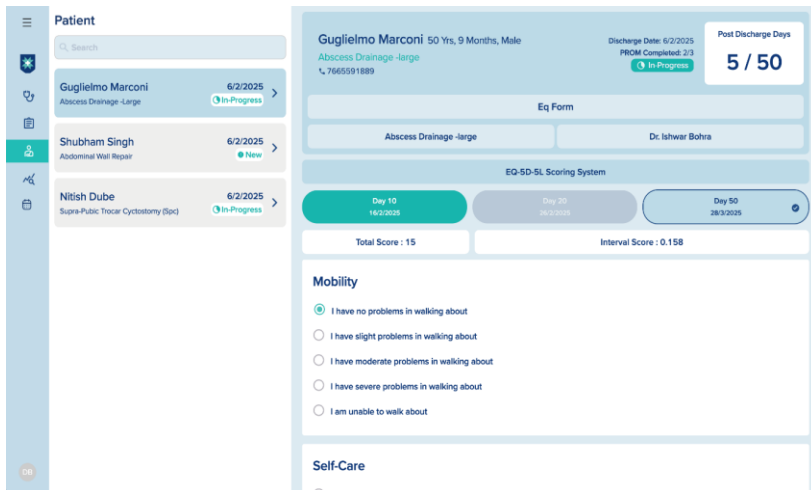 Patient
Search
Guglielmo Marconi 6/2/2025
Abscess Drainage -Large In-Progress
Shubham Singh 6/2/2025
Abdominal Wall Repair New
Nitish Dube 6/2/2025
Supra-Pubic Trocar Cyctostomy (Spc) In-Progress
OB
Guglielmo Marconi 50 Yrs, 9 Months, Male
Abscess Drainage -large
7665591889
Discharge Date: 6/2/2025
PROM Completed: 2/3
In-Progress
Post Discharge Days
5 / 50
Eq Form
Abscess Drainage -large Dr. Ishwar Bohra
EQ-5D-5L Scoring System
Day 10 Day 20 Day 50
16/2/2025 26/2/2025 28/3/2025
Total Score : 15 Interval Score : 0.158
Mobility
I have no problems in walking about
I have slight problems in walking about
I have moderate problems in walking about
I have severe problems in walking about
I am unable to walk about
Self-Care